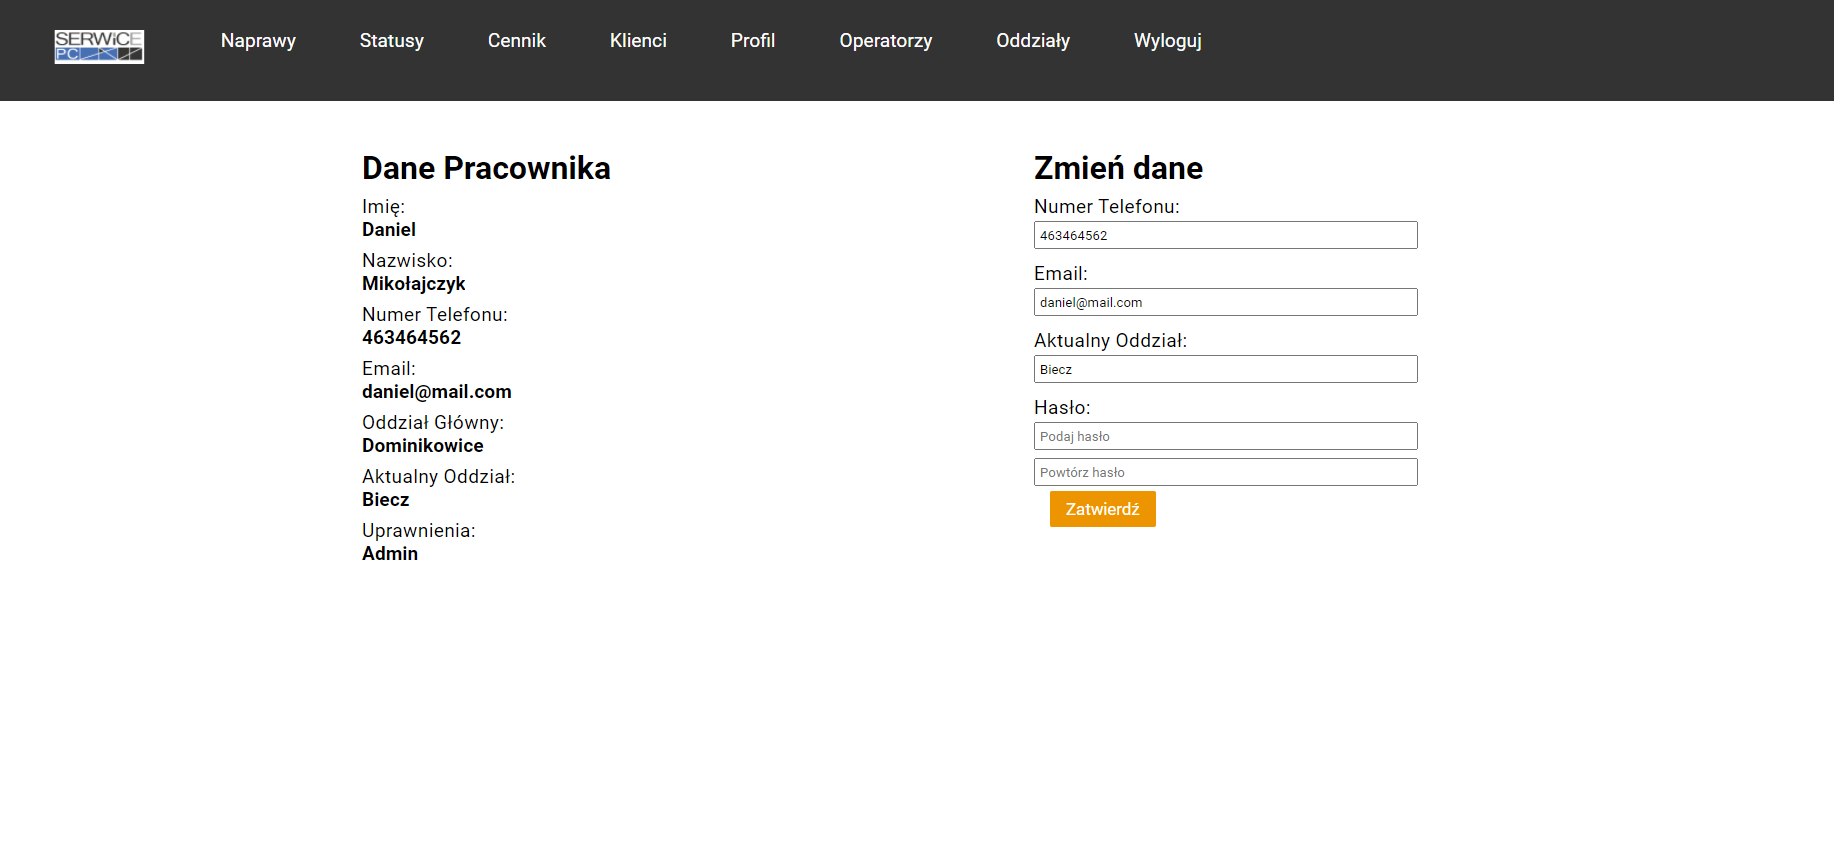 SERWiCE
PC
Naprawy Statusy Cennik Klienci Profil Operatorzy Oddziały Wyloguj
Dane Pracownika
Imię:
Daniel
Nazwisko:
Mikołajczyk
Numer Telefonu:
463464562
Email:
daniel@mail.com
Oddział Główny:
Dominikowice
Aktualny Oddział:
Biecz
Uprawnienia:
Admin
Zmień dane
Numer Telefonu:
463464562
Email:
daniel@mail.com
Aktualny Oddział:
Biecz
Hasło:
Podaj hasło
Powtórz hasło
Zatwierdź